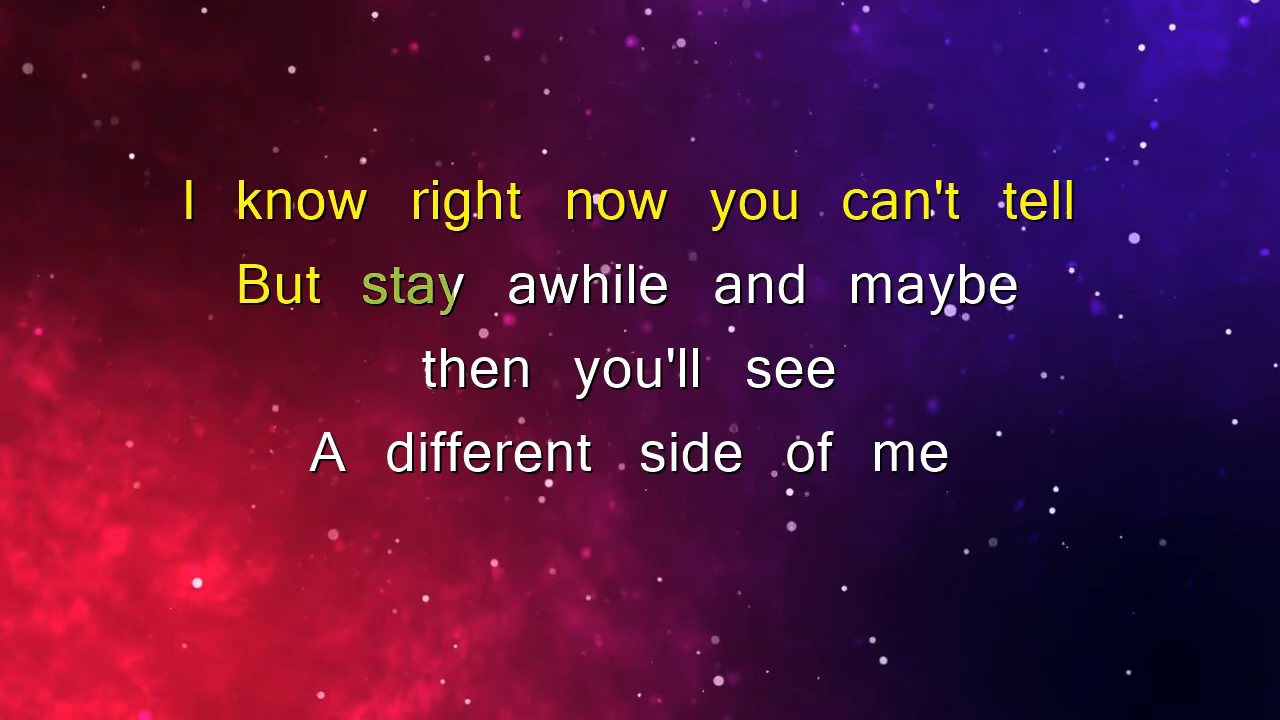 I know right now you can't tell
But stay awhile and maybe
then you'll see
A different side of me